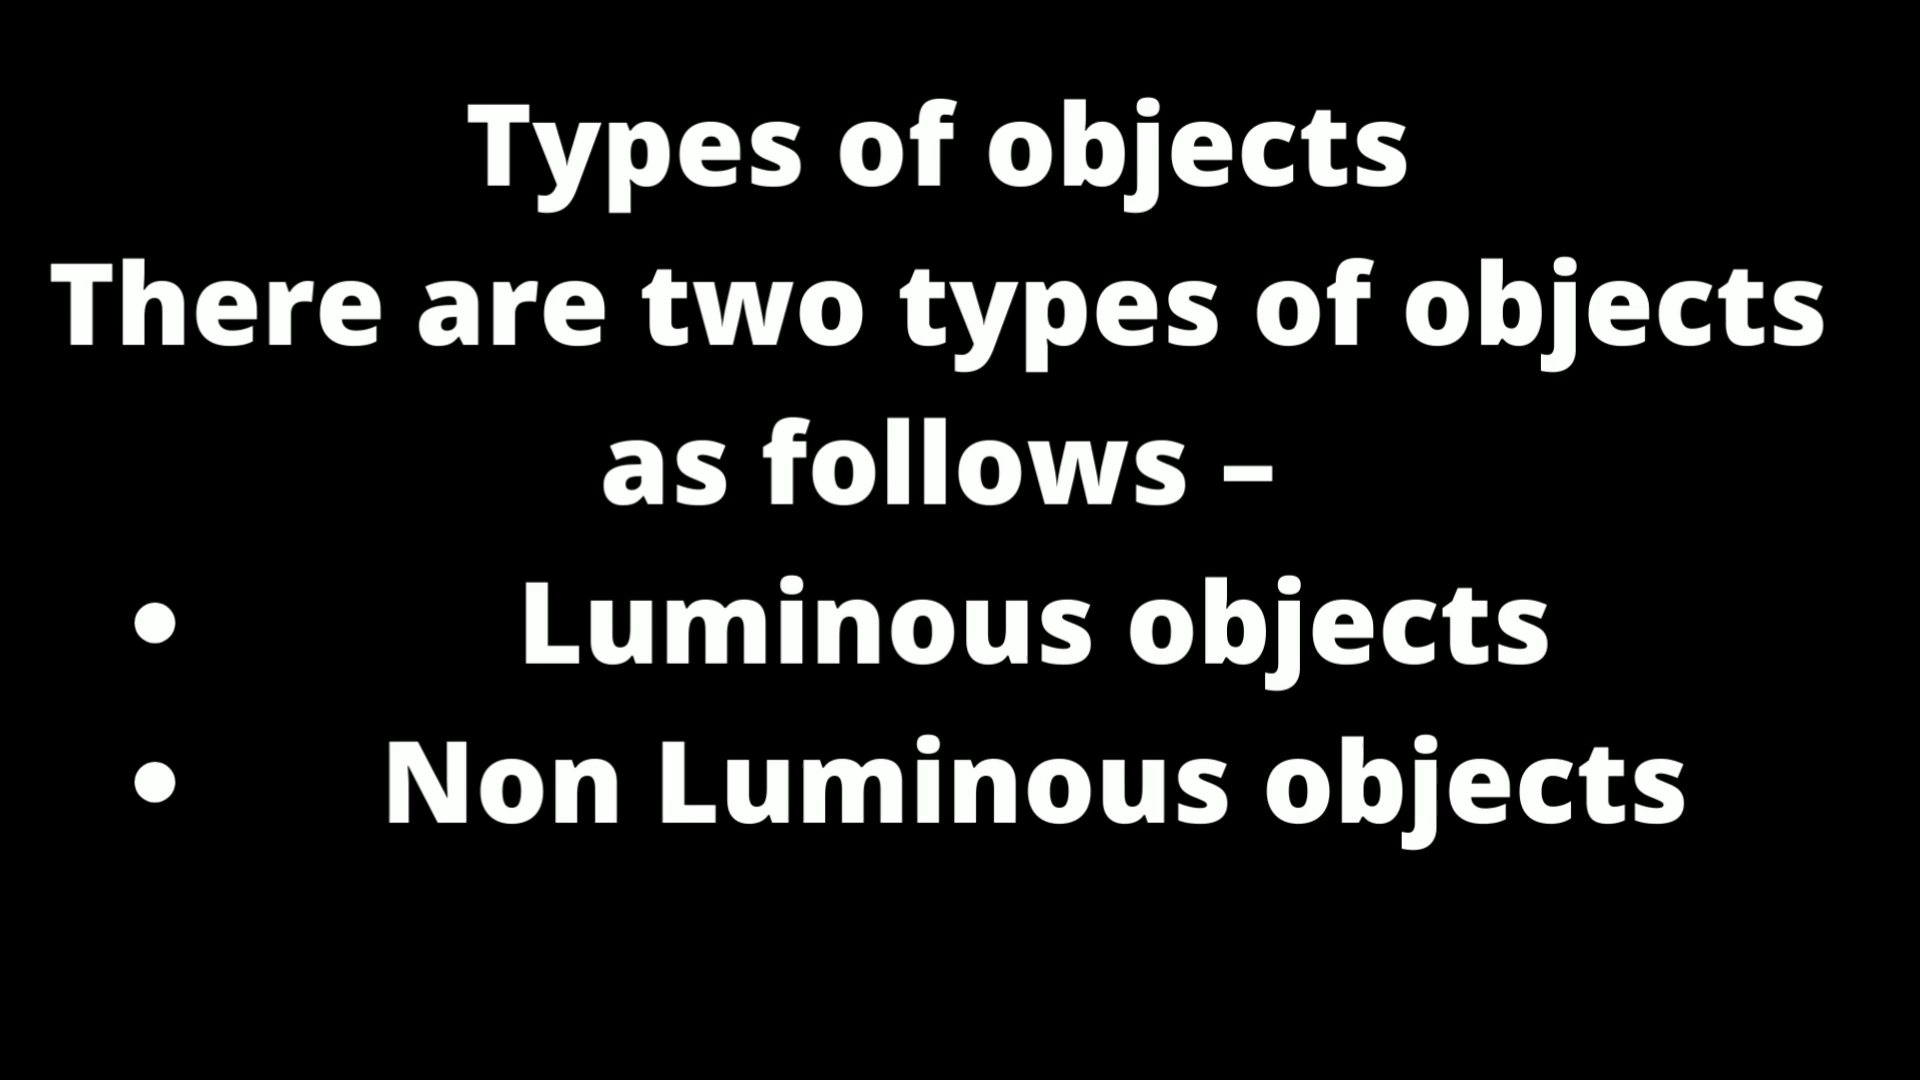 Types of objects
There are two types of objects
as follows –
• Luminous objects
• Non Luminous objects